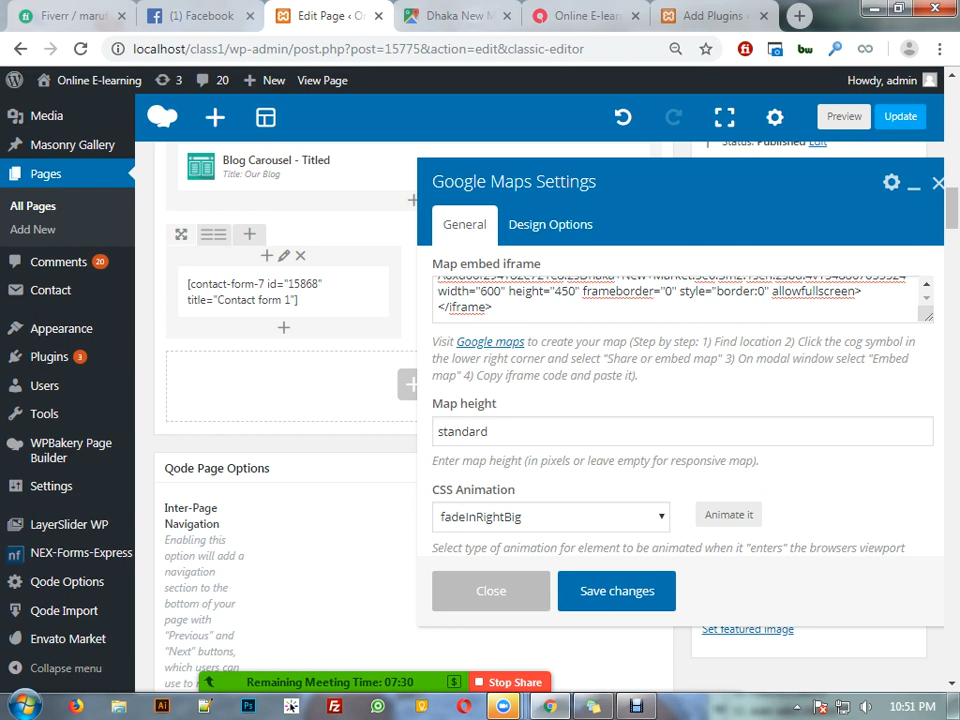 Fiver / marut
(1) Facebook
Edit Page ‹ O
Dhaka New M
Online E-lear
Add Plugins ‹
localhost/class1/wp-admin/post.php?post=15775&action=edit&classic-editor
Online E-learning
3
20
New
View Page
Howdy, admin
Media
Masonry Gallery
Pages
All Pages
Add New
Comments 20
Contact
Appearance
Plugins 3
Users
Tools
WPBakery Page
Builder
Settings
LayerSlider WP
NEX-Forms-Express
Qode Options
Qode Import
Envato Market
Collapse menu
Preview
Update
Status: Published Edit
Blog Carousel - Titled
Title: Our Blog
[contact-form-7 id="15868"
title="Contact form 1"]
Qode Page Options
Inter-Page
Navigation
Enabling this
option will add a
navigation
section to the
bottom of your
page with
"Previous" and
"Next" buttons,
which users can
use to
Google Maps Settings
General
Design Options
Map embed iframe
width="600" height="450" frameborder="0" style="border:0" allowfullscreen>
</iframe>
Visit Google maps to create your map (Step by step: 1) Find location 2) Click the cog symbol in
the lower right corner and select "Share or embed map" 3) On modal window select "Embed
map" 4) Copy iframe code and paste it).
Map height
standard
Enter map height (in pixels or leave empty for responsive map).
CSS Animation
fadeInRightBig
Animate it
Select type of animation for element to be animated when it "enters" the browsers viewport
Close
Save changes
Set featured image
Remaining Meeting Time: 07:30
$
Stop Share
10:51 PM